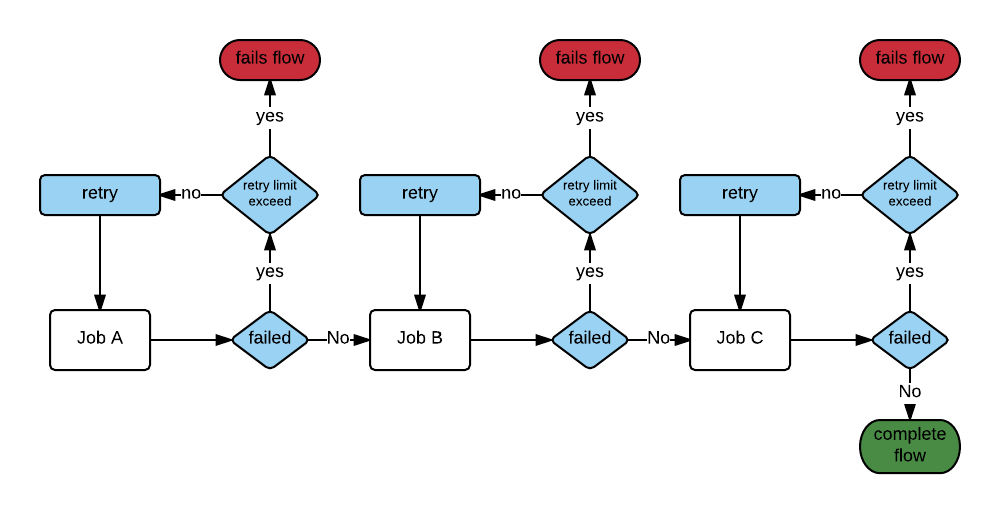 fails flow
fails flow
fails flow
yes
yes
yes
retry
no
retry limit
exceed
retry
no
retry limit
exceed
retry
no
retry limit
exceed
yes
yes
yes
Job A
failed
No
Job B
failed
No
Job C
failed
No
complete
flow